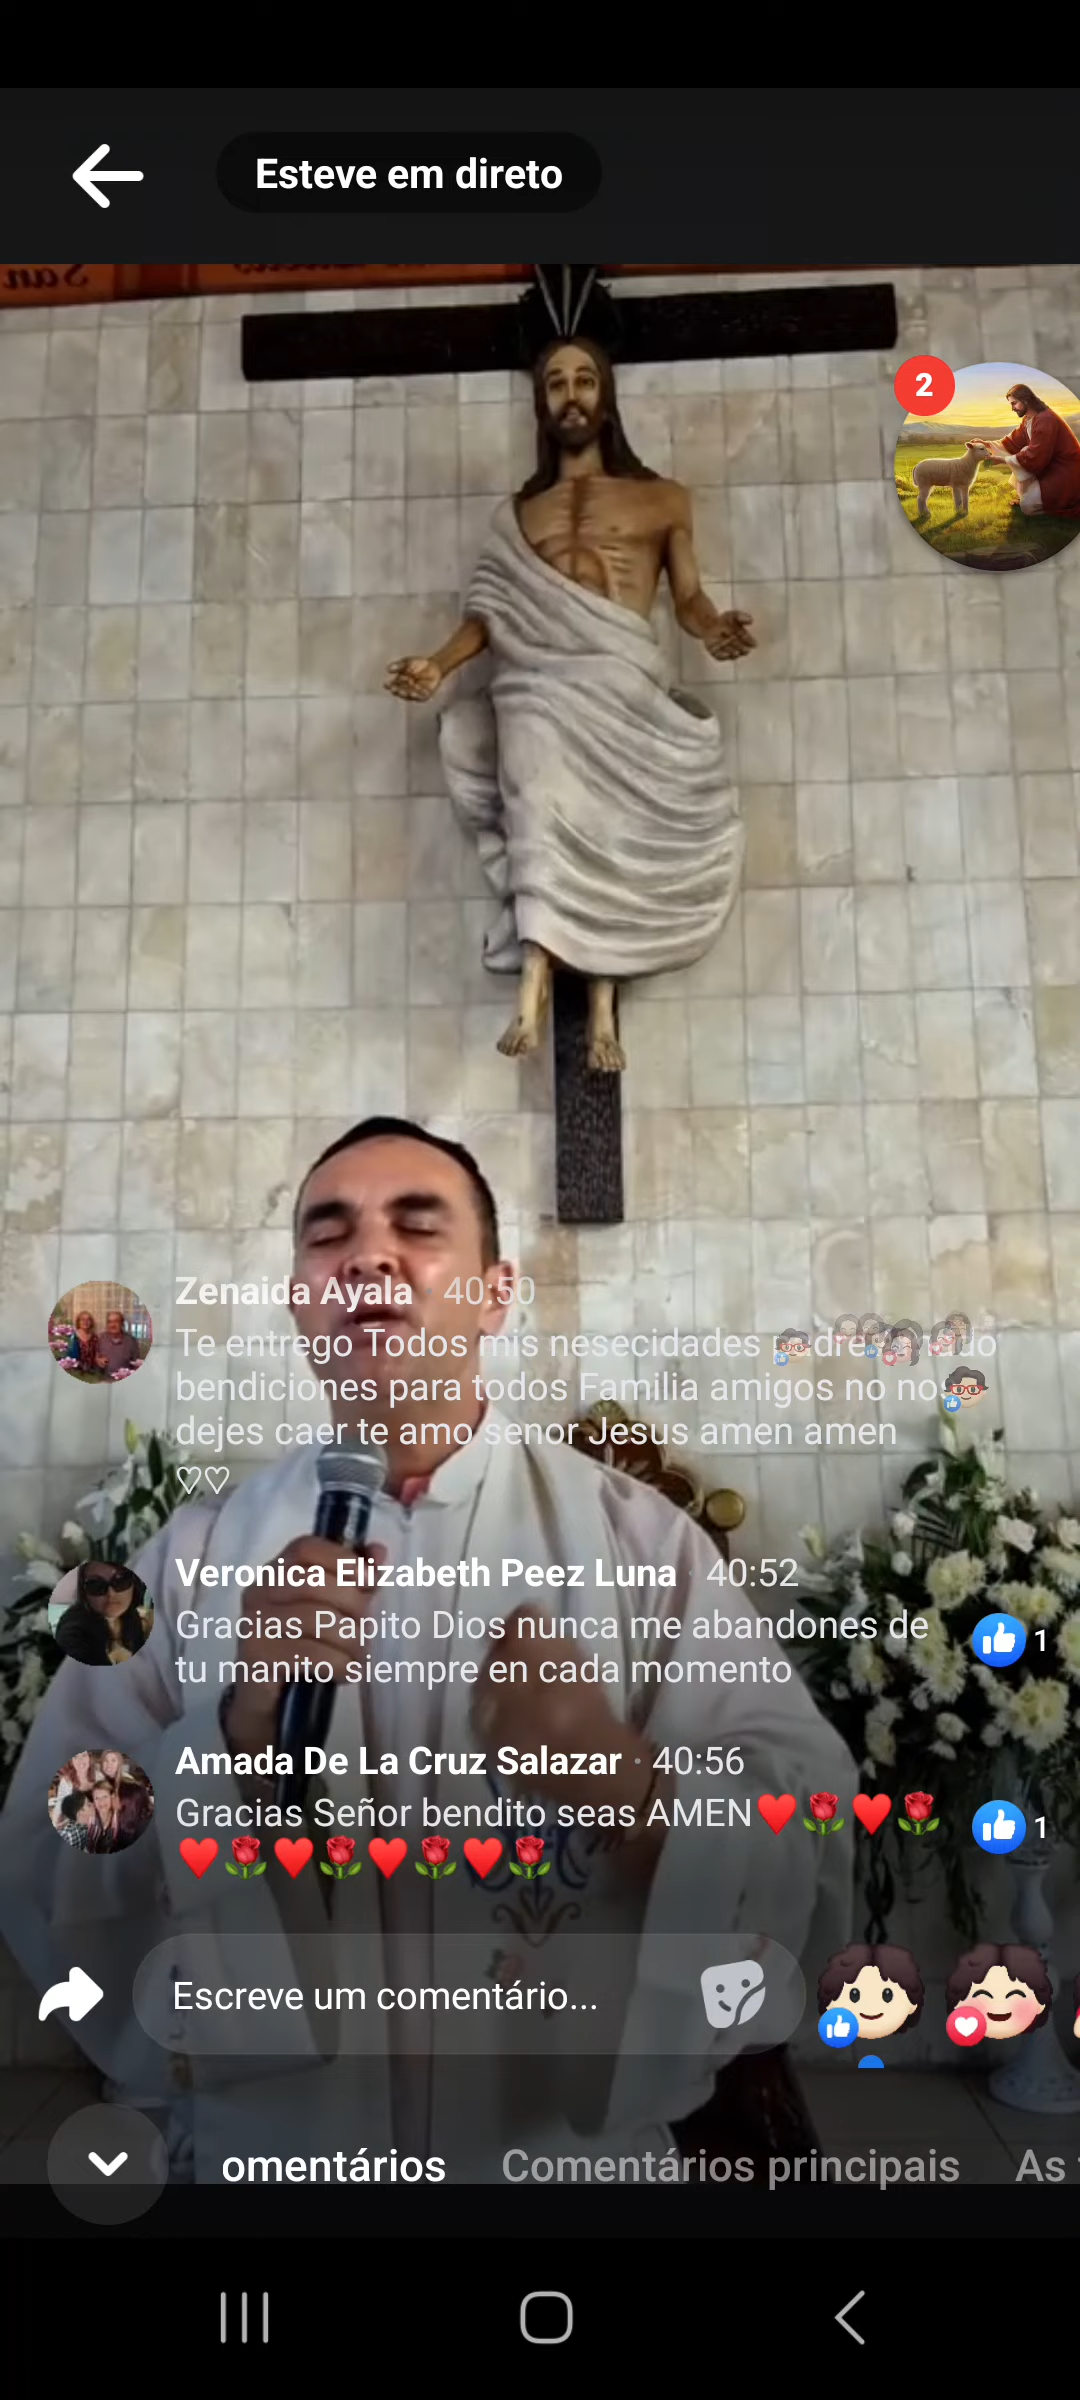 Esteve em direto
San
2
Zenaida Ayala · 40:50
Te entrego Todos mis nesecidades
bendiciones para todos Familia amigos no no
dejes caer te amo senor Jesus amen amen
♡♡
Veronica Elizabeth Peez Luna · 40:52
Gracias Papito Dios nunca me abandones de
tu manito siempre en cada momento
1
Amada De La Cruz Salazar · 40:56
Gracias Señor bendito seas AMEN♥️🌹♥️🌹
♥️🌹♥️🌹♥️🌹♥️🌹
1
Escreve um comentário...
omentários Comentários principais As